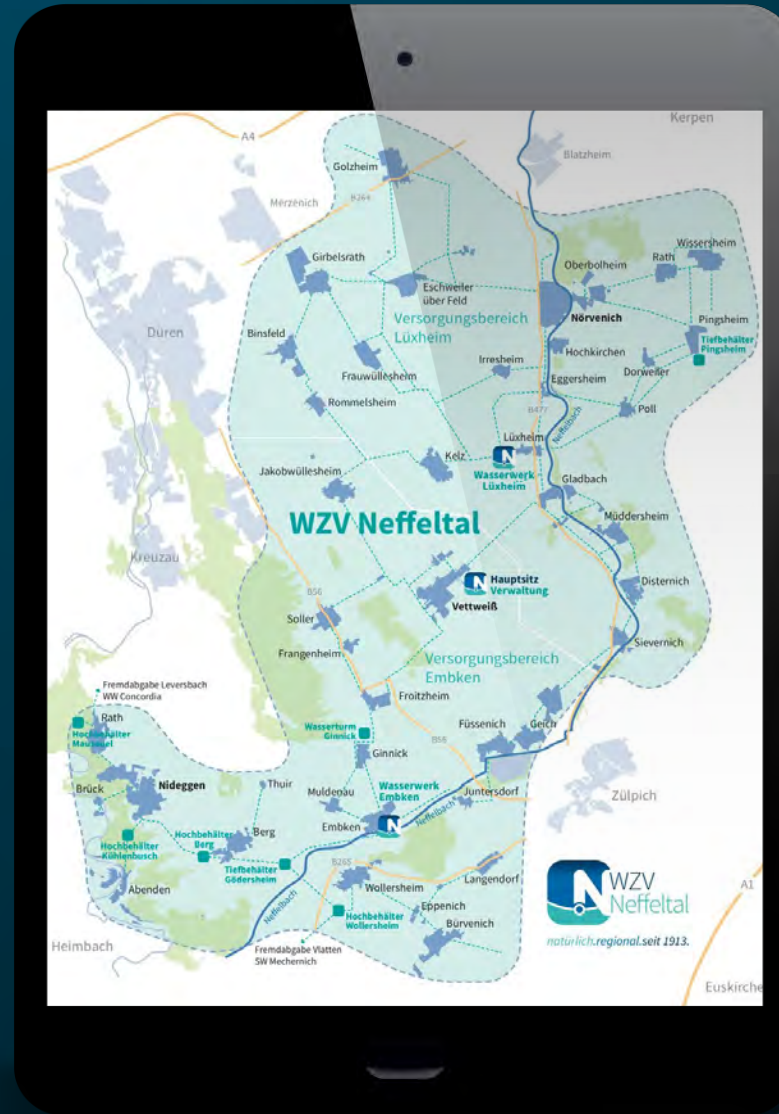 Kerpen
A4
Blatzheim
Golzheim
Merzenich
B264
Wissersheim
Girbelsrath
Oberbolheim
Rath
Eschweiler
über Feld
Düren
Versorgungsbereich
Lüxheim
Nörvenich
Pingsheim
Tiefbehälter
Pingsheim
Binsfeld
Hochkirchen
Irresheim
Dorweiler
Frauwüllesheim
Eggersheim
Rommelsheim
B477
Poll
Neffelbach
Lüxheim
Kelz
N
Wasserwerk
Lüxheim
Jakobwüllesheim
Gladbach
Müddersheim
WZV Neffeltal
Kreuzau
N
Hauptsitz
Verwaltung
Vettweiß
Disternich
B56
Soller
Sievernich
Frangenheim
Versorgungsbereich
Embken
Fremdabgabe Leversbach
WW Concordia
Froitzheim
Rath
Hochbehälter
Mausauel
Wasserturm
Ginnick
Füssenich
Geich
B56
Ginnick
Nideggen
Thuir
Wasserwerk
Embken
Brück
Muldenau
Juntersdorf
Zülpich
Neffelbach
Embken
N
Hochbehälter
Berg
Berg
Hochbehälter
Kühlenbusch
Tiefbehälter
Gödersheim
B265
Langendorf
Wollersheim
N
WZV
Neffeltal
A1
Abenden
Eppenich
Neffelbach
Hochbehälter
Wollersheim
Bürvenich
natürlich.regional.seit 1913.
Heimbach
Fremdabgabe Vlatten
SW Mechernich
Euskirche